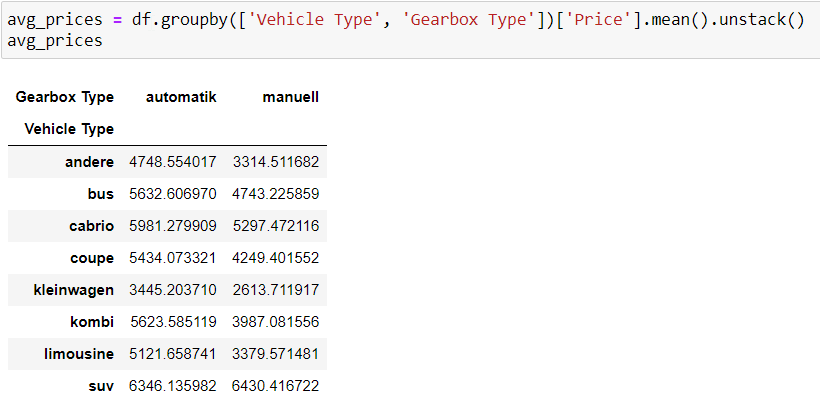 avg_prices = df.groupby(['Vehicle Type', 'Gearbox Type'])['Price'].mean().unstack()
avg_prices
Gearbox Type automatik manuell
Vehicle Type
andere 4748.554017 3314.511682
bus 5632.606970 4743.225859
cabrio 5981.279909 5297.472116
coupe 5434.073321 4249.401552
kleinwagen 3445.203710 2613.711917
kombi 5623.585119 3987.081556
limousine 5121.658741 3379.571481
suv 6346.135982 6430.416722